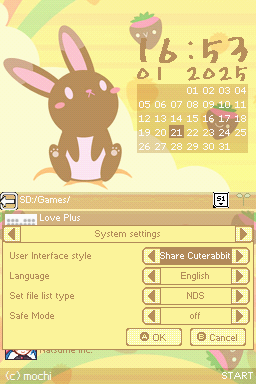 16:53
01 2025
01 02 03 04
05 06 07 08 09 10 11
12 13 14 15 16 17 18
19 20 21 22 23 24 25
26 27 28 29 30 31
SD:/Games/
S1
Love Plus
System settings
User Interface style Share Cuterabbit
Language English
Set file list type NDS
Safe Mode off
A OK B Cancel
Natsume Inc.
(c) mochi START